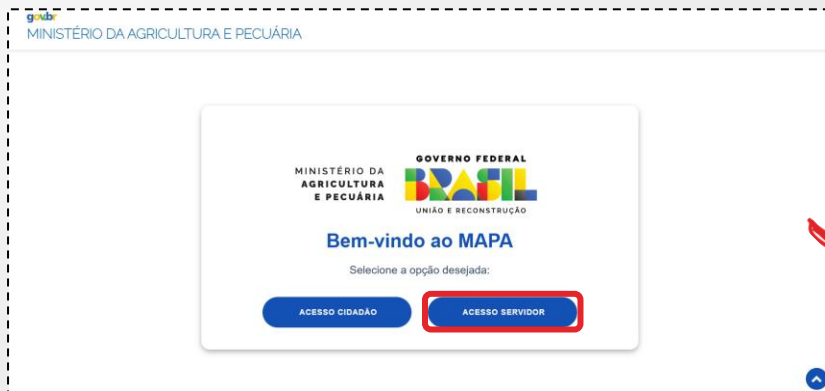 gov.br
MINISTÉRIO DA AGRICULTURA E PECUÁRIA
MINISTÉRIO DA
AGRICULTURA
E PECUÁRIA
GOVERNO FEDERAL
BRASIL
UNIÃO E RECONSTRUÇÃO
Bem-vindo ao MAPA
Selecione a opção desejada:
ACESSO CIDADÃO
ACESSO SERVIDOR